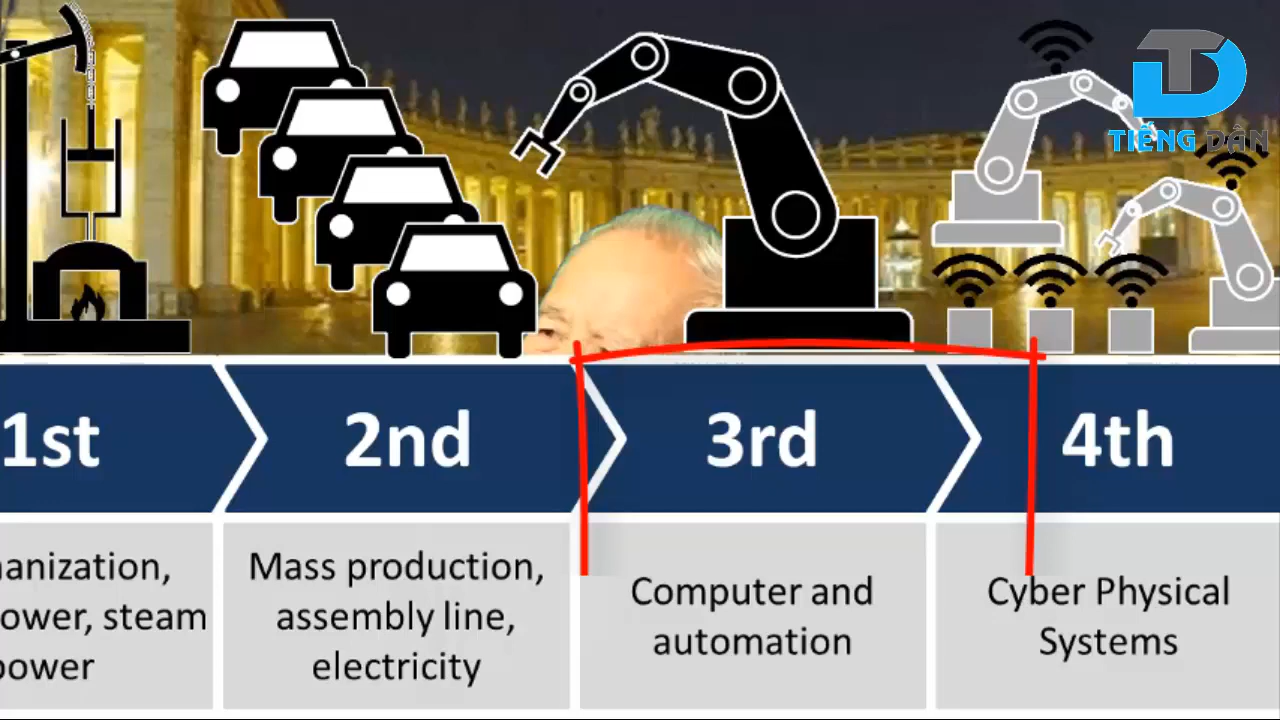 TIẾNG DÂN
1st
2nd
3rd
4th
anization,
ower, steam
power
Mass production,
assembly line,
electricity
Computer and
automation
Cyber Physical
Systems